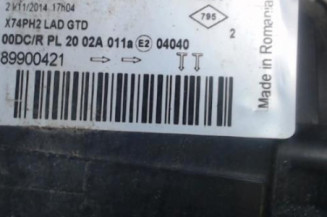 2 k11/2014 17h04
X74PH2 LAD GTD
00DC/R PL 20 02A 011a E2 04040
89900421
795
2
Made in Romania